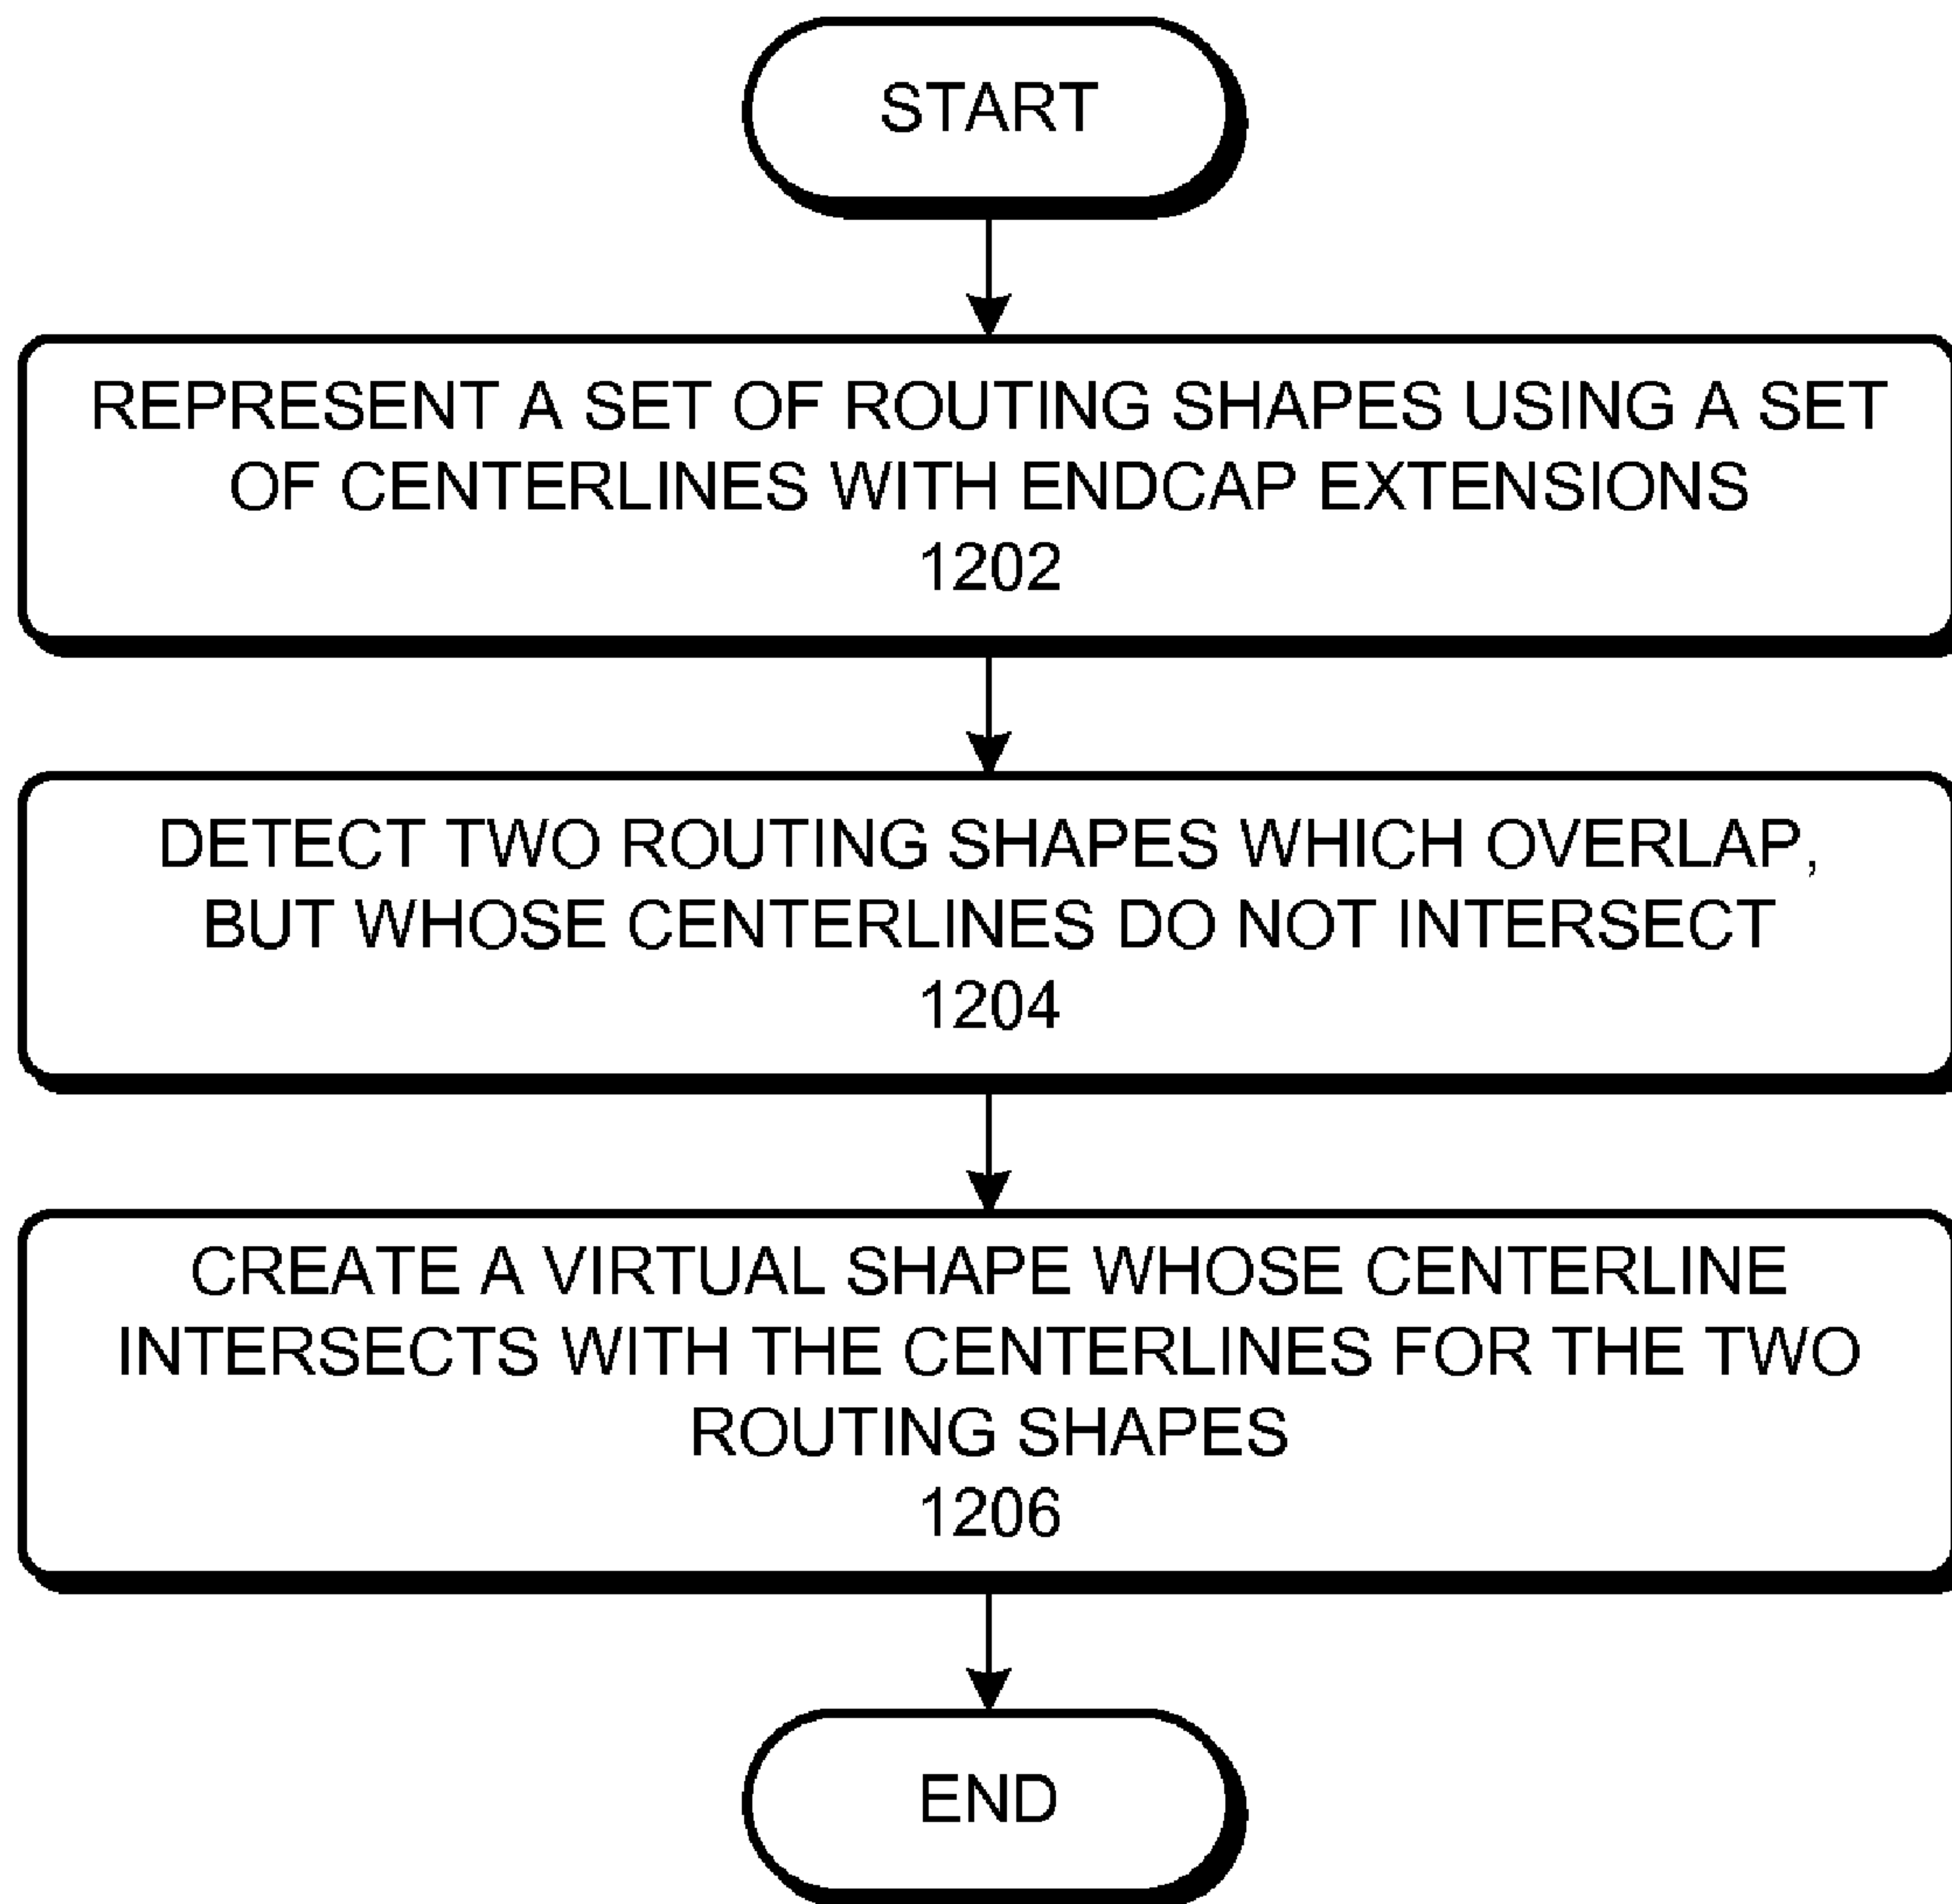 START
REPRESENT A SET OF ROUTING SHAPES USING A SET
OF CENTERLINES WITH ENDCAP EXTENSIONS
1202
DETECT TWO ROUTING SHAPES WHICH OVERLAP,
BUT WHOSE CENTERLINES DO NOT INTERSECT
1204
CREATE A VIRTUAL SHAPE WHOSE CENTERLINE
INTERSECTS WITH THE CENTERLINES FOR THE TWO
ROUTING SHAPES
1206
END